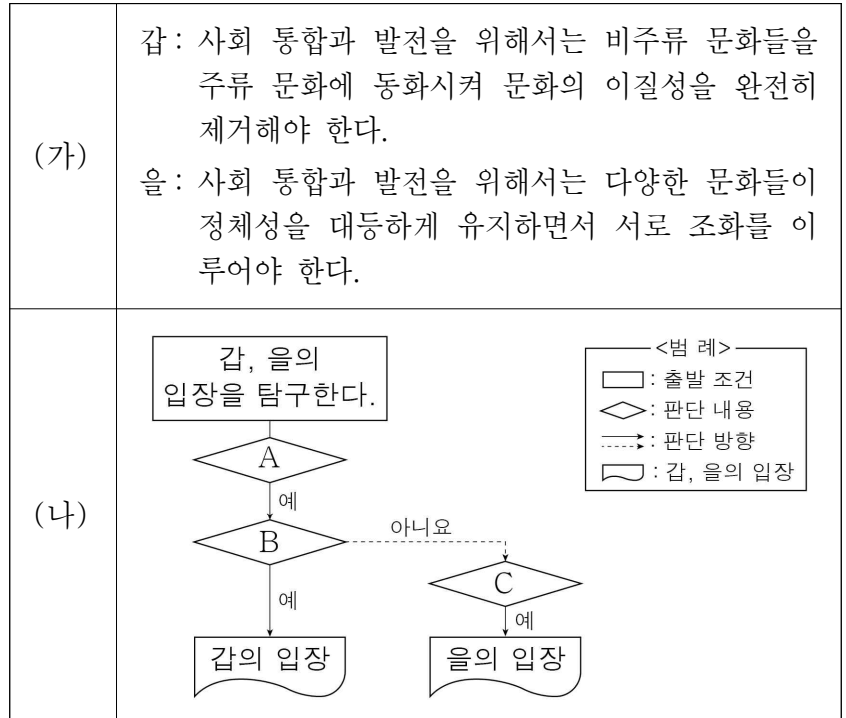 (가)
갑 : 사회 통합과 발전을 위해서는 비주류 문화들을
주류 문화에 동화시켜 문화의 이질성을 완전히
제거해야 한다.
을 : 사회 통합과 발전을 위해서는 다양한 문화들이
정체성을 대등하게 유지하면서 서로 조화를 이
루어야 한다.
(나)
갑, 을의
입장을 탐구한다.
<범 례>
: 출발 조건
: 판단 내용
: 판단 방향
: 갑, 을의 입장
A
예
B
아니요
C
예
예
갑의 입장
을의 입장